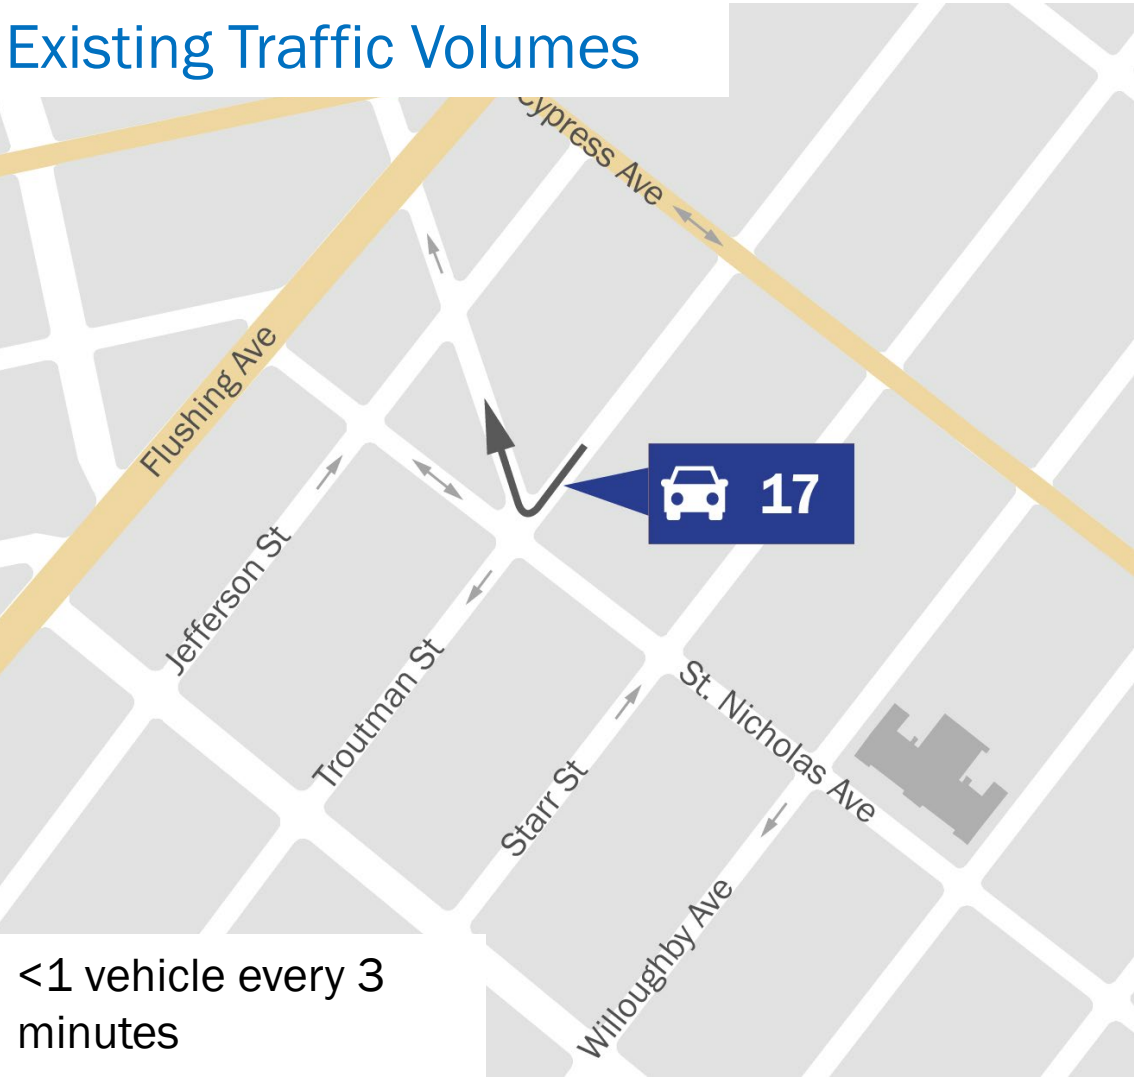 Existing Traffic Volumes
Cypress Ave
Flushing Ave
17
Jefferson St
Troutman St
St. Nicholas Ave
Starr St
Willoughby Ave
<1 vehicle every 3
minutes